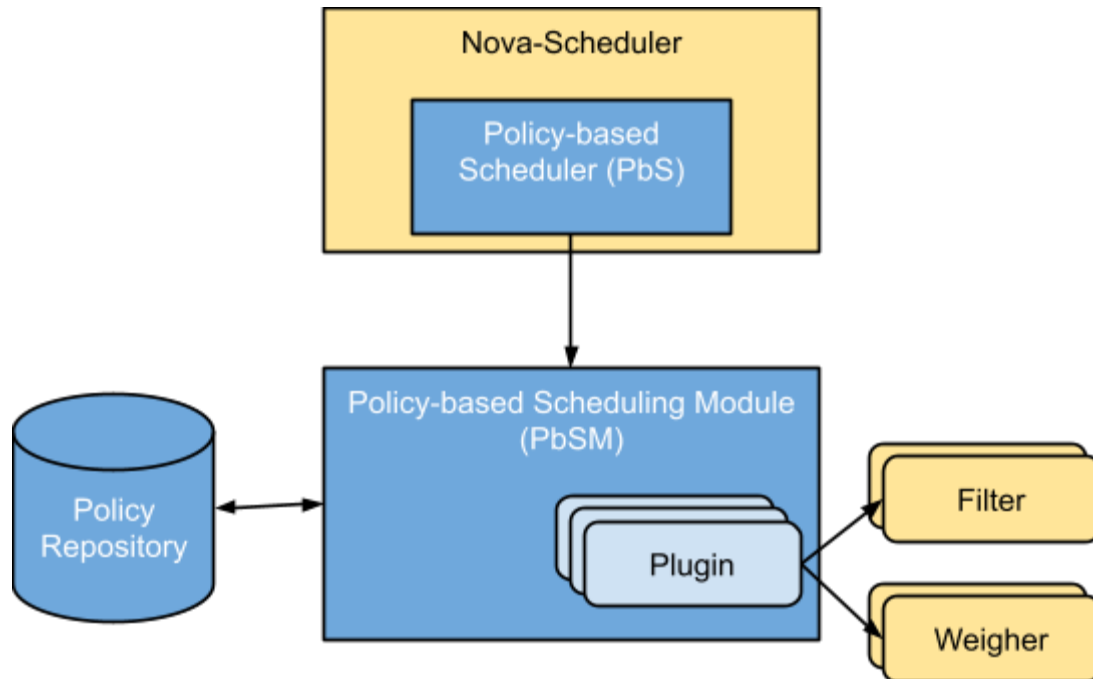 Nova-Scheduler
Policy-based
Scheduler (PbS)
Policy-based Scheduling Module
(PbSM)
Policy
Repository
Plugin
Filter
Weigher